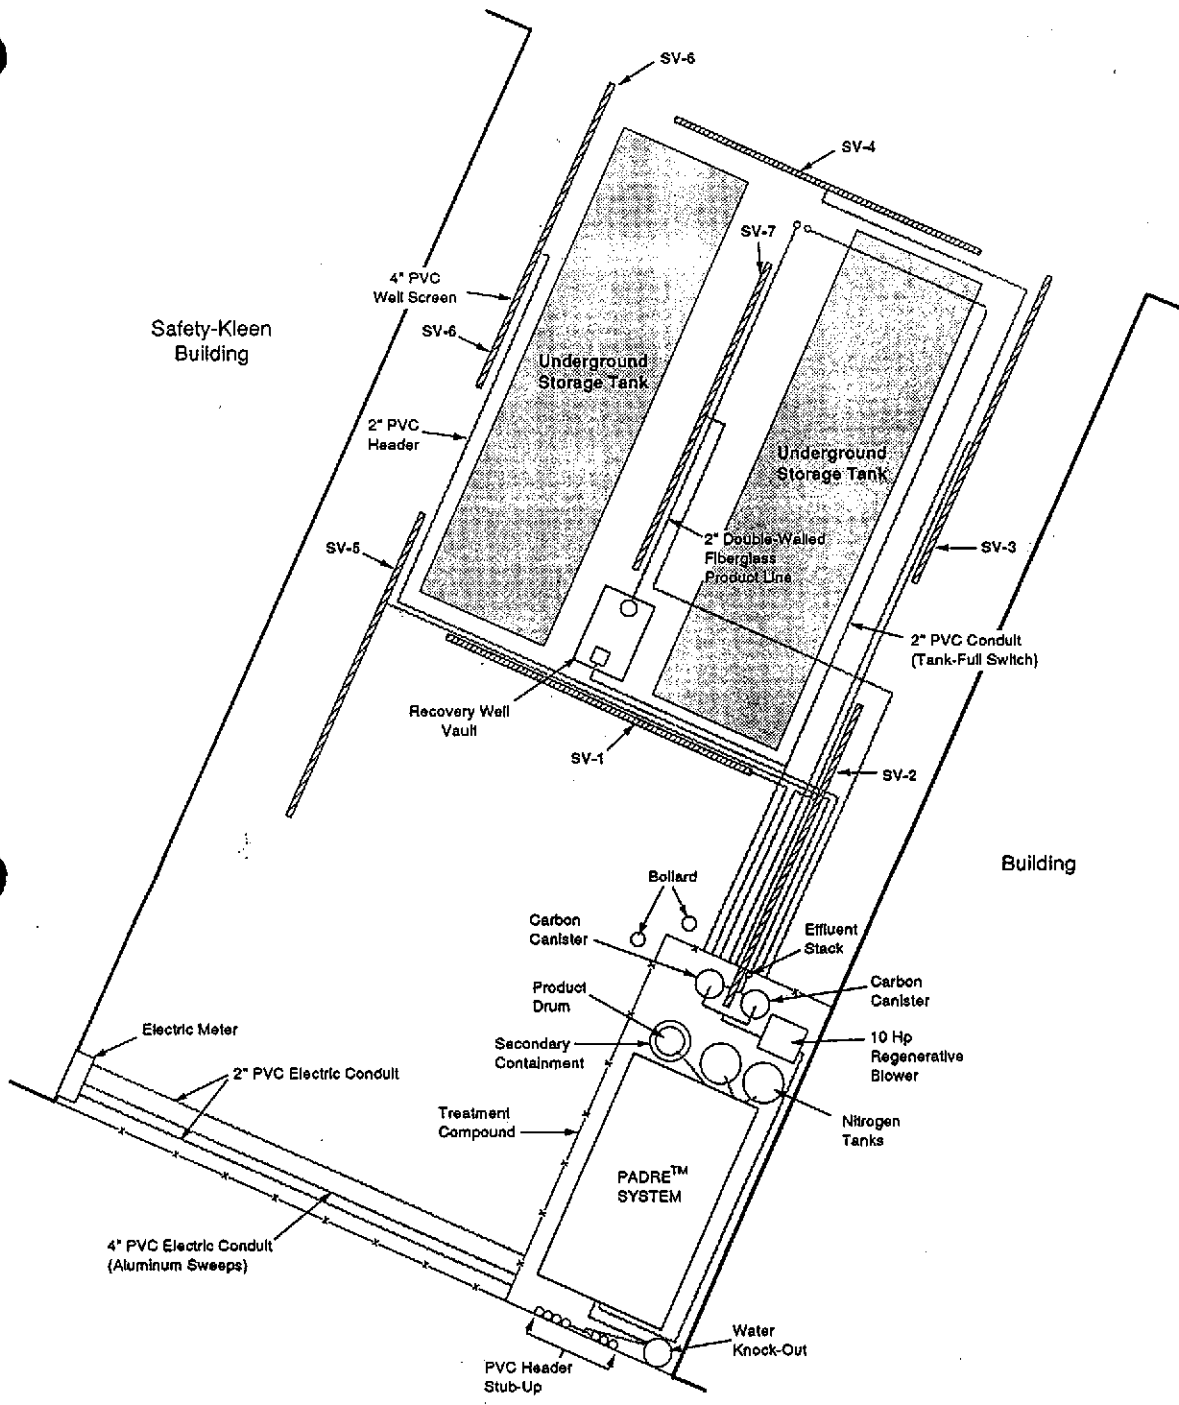 SV-6
SV-4
SV-7
4" PVC
Well Screen
SV-6
Safety-Kleen
Building
Underground
Storage Tank
2" PVC
Header
Underground
Storage Tank
SV-5
2" Double-Walled
Fiberglass
Product Line
SV-3
2" PVC Conduit
(Tank-Full Switch)
Recovery Well
Vault
SV-1
SV-2
Building
Bollard
Carbon
Canister
Effluent
Stack
Product
Drum
Carbon
Canister
Electric Meter
Secondary
Containment
10 Hp
Regenerative
Blower
2" PVC Electric Conduit
Treatment
Compound
Nitrogen
Tanks
PADRE™
SYSTEM
4" PVC Electric Conduit
(Aluminum Sweeps)
Water
Knock-Out
PVC Header
Stub-Up